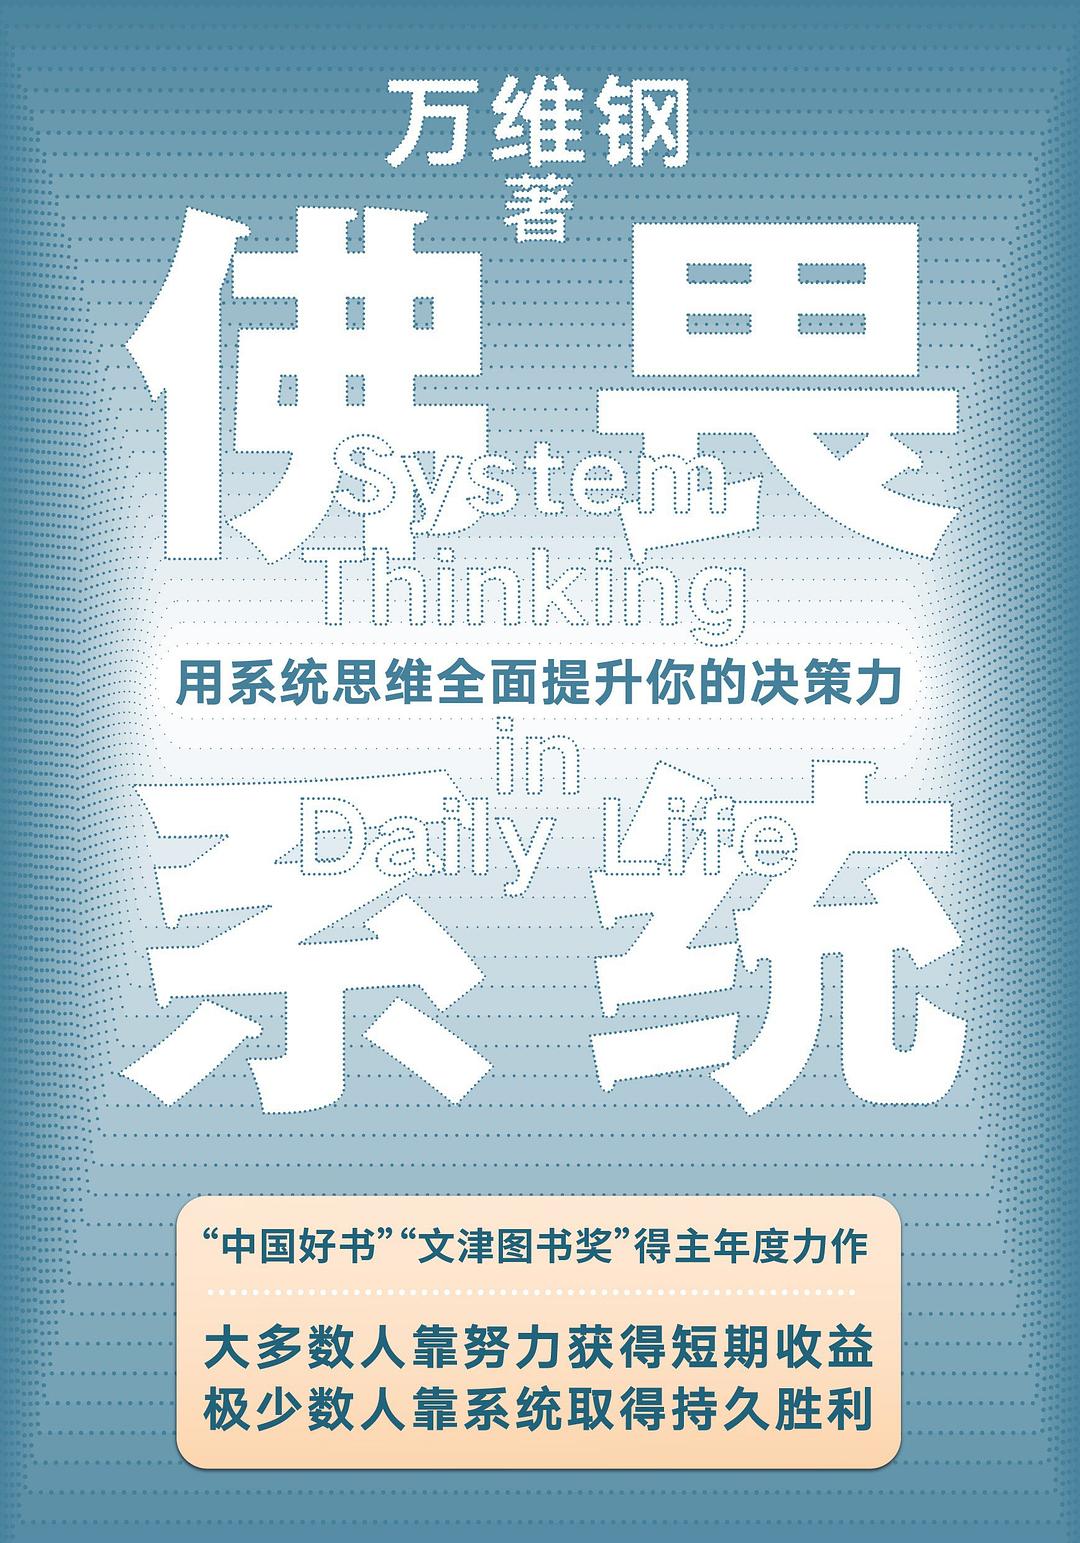 万维钢
著
佛畏
System
Thinking
用系统思维全面提升你的决策力
in
Daily Life
系统
“中国好书”“文津图书奖”得主年度力作
大多数人靠努力获得短期收益
极少数人靠系统取得持久胜利